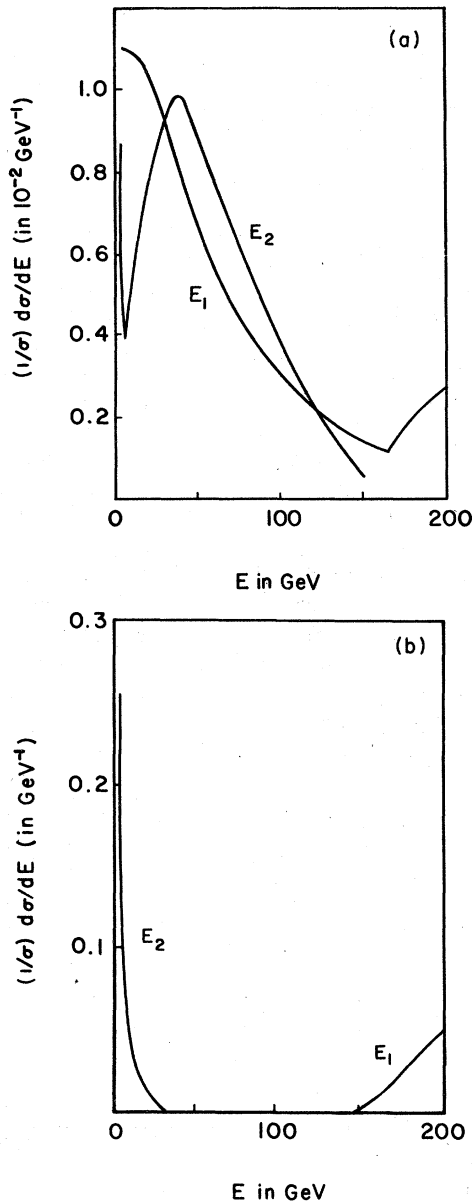 (a)
(1/σ) dσ/dE (in 10⁻² GeV⁻¹)
1.0
0.8
0.6
0.4
0.2
E₂
E₁
0
100
200
E in GeV
(b)
(1/σ) dσ/dE (in GeV⁻¹)
0.3
0.2
0.1
E₂
E₁
0
100
200
E in GeV